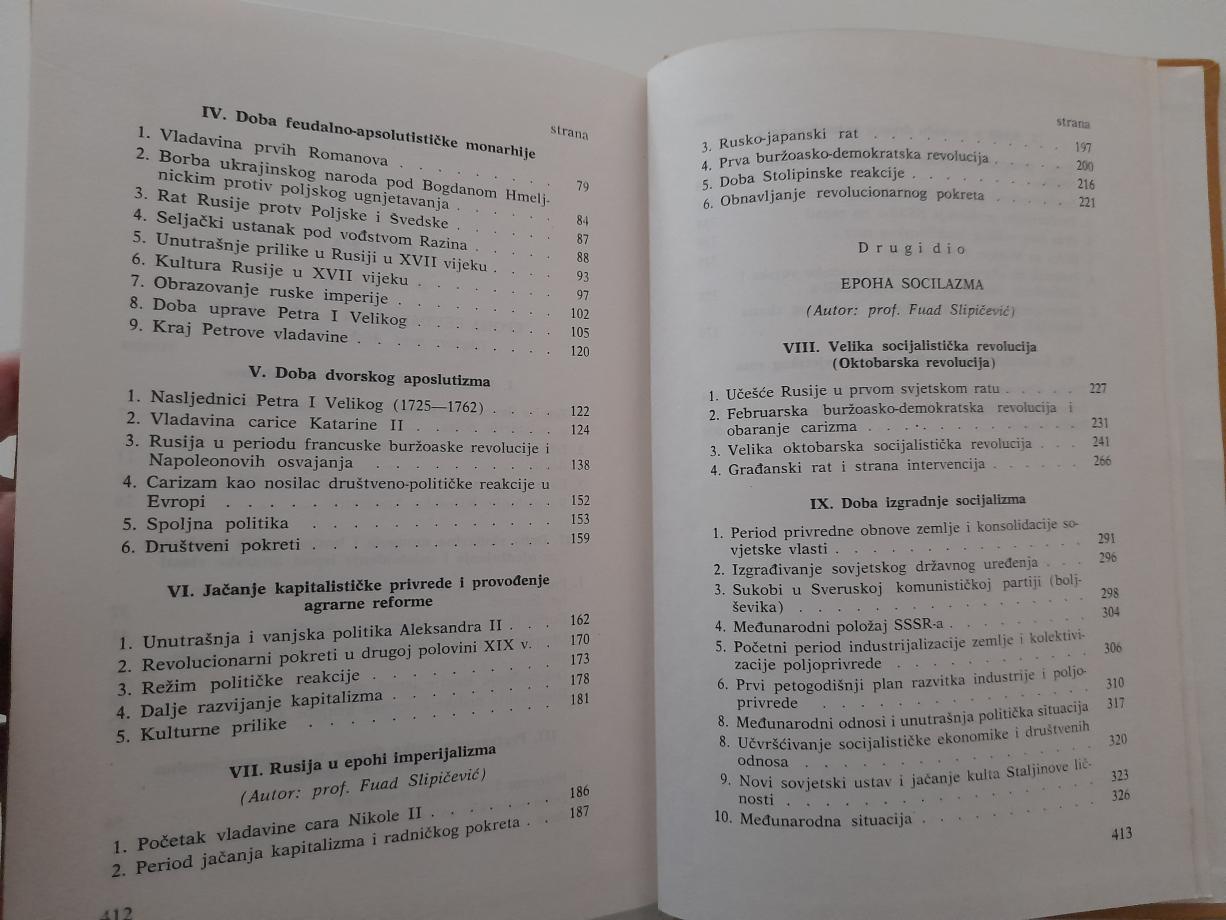 IV. Doba feudalno-apsolutističke monarhije
strana
1. Vladavina prvih Romanova . . . . . . . 79
2. Borba ukrajinskog naroda pod Bogdanom Hmelj-
nickim protiv poljskog ugnjetavanja . . . . . . 84
3. Rat Rusije protv Poljske i Švedske . . . . . . 87
4. Seljački ustanak pod vođstvom Razina . . . . . 88
5. Unutrašnje prilike u Rusiji u XVII vijeku . . . . 93
6. Kultura Rusije u XVII vijeku . . . . . . . 97
7. Obrazovanje ruske imperije . . . . . . . . 102
8. Doba uprave Petra I Velikog . . . . . . . 105
9. Kraj Petrove vladavine . . . . . . . . . . 120
V. Doba dvorskog aposlutizma
1. Nasljednici Petra I Velikog (1725—1762) . . . . 122
2. Vladavina carice Katarine II . . . . . . . 124
3. Rusija u periodu francuske buržoaske revolucije i
Napoleonovih osvajanja . . . . . . . . . 138
4. Carizam kao nosilac društveno-političke reakcije u
Evropi . . . . . . . . . . . . . . . . 152
5. Spoljna politika . . . . . . . . . . . . 153
6. Društveni pokreti . . . . . . . . . . . . 159
VI. Jačanje kapitalističke privrede i provođenje
agrarne reforme
1. Unutrašnja i vanjska politika Aleksandra II . . . 162
2. Revolucionarni pokreti u drugoj polovini XIX v. . 170
3. Režim političke reakcije . . . . . . . . . 173
4. Dalje razvijanje kapitalizma . . . . . . . . 178
5. Kulturne prilike . . . . . . . . . . . . 181
VII. Rusija u epohi imperijalizma
(Autor: prof. Fuad Slipičević)
1. Početak vladavine cara Nikole II . . . . . . 186
2. Period jačanja kapitalizma i radničkog pokreta . . 187
412
strana
3. Rusko-japanski rat . . . . . . . . . . 197
4. Prva buržoasko-demokratska revolucija . . . . . 200
5. Doba Stolipinske reakcije . . . . . . . . . . 216
6. Obnavljanje revolucionarnog pokreta . . . . . 221
Drugi dio
EPOHA SOCILAZMA
(Autor: prof. Fuad Slipičević)
VIII. Velika socijalistička revolucija
(Oktobarska revolucija)
1. Učešće Rusije u prvom svjetskom ratu . . . . . 227
2. Februarska buržoasko-demokratska revolucija i
obaranje carizma . . . . . . . . . . . . 231
3. Velika oktobarska socijalistička revolucija . . . 241
4. Građanski rat i strana intervencija . . . . . . 266
IX. Doba izgradnje socijalizma
1. Period privredne obnove zemlje i konsolidacije so-
vjetske vlasti . . . . . . . . . . . . . . . 291
2. Izgrađivanje sovjetskog državnog uređenja . . . 296
3. Sukobi u Sveruskoj komunističkoj partiji (bolj-
ševika) . . . . . . . . . . . . . . . . 298
4. Međunarodni položaj SSSR-a . . . . . . . . 304
5. Početni period industrijalizacije zemlje i kolektivi-
zacije poljoprivrede . . . . . . . . . . . . 306
6. Prvi petogodišnji plan razvitka industrije i poljo-
privrede . . . . . . . . . . . . . . . 310
8. Međunarodni odnosi i unutrašnja politička situacija 317
8. Učvršćivanje socijalističke ekonomike i društvenih
odnosa . . . . . . . . . . . . . . . . 320
9. Novi sovjetski ustav i jačanje kulta Staljinove lič-
nosti . . . . . . . . . . . . . . . . . 323
10. Međunarodna situacija . . . . . . . . . . 326
413